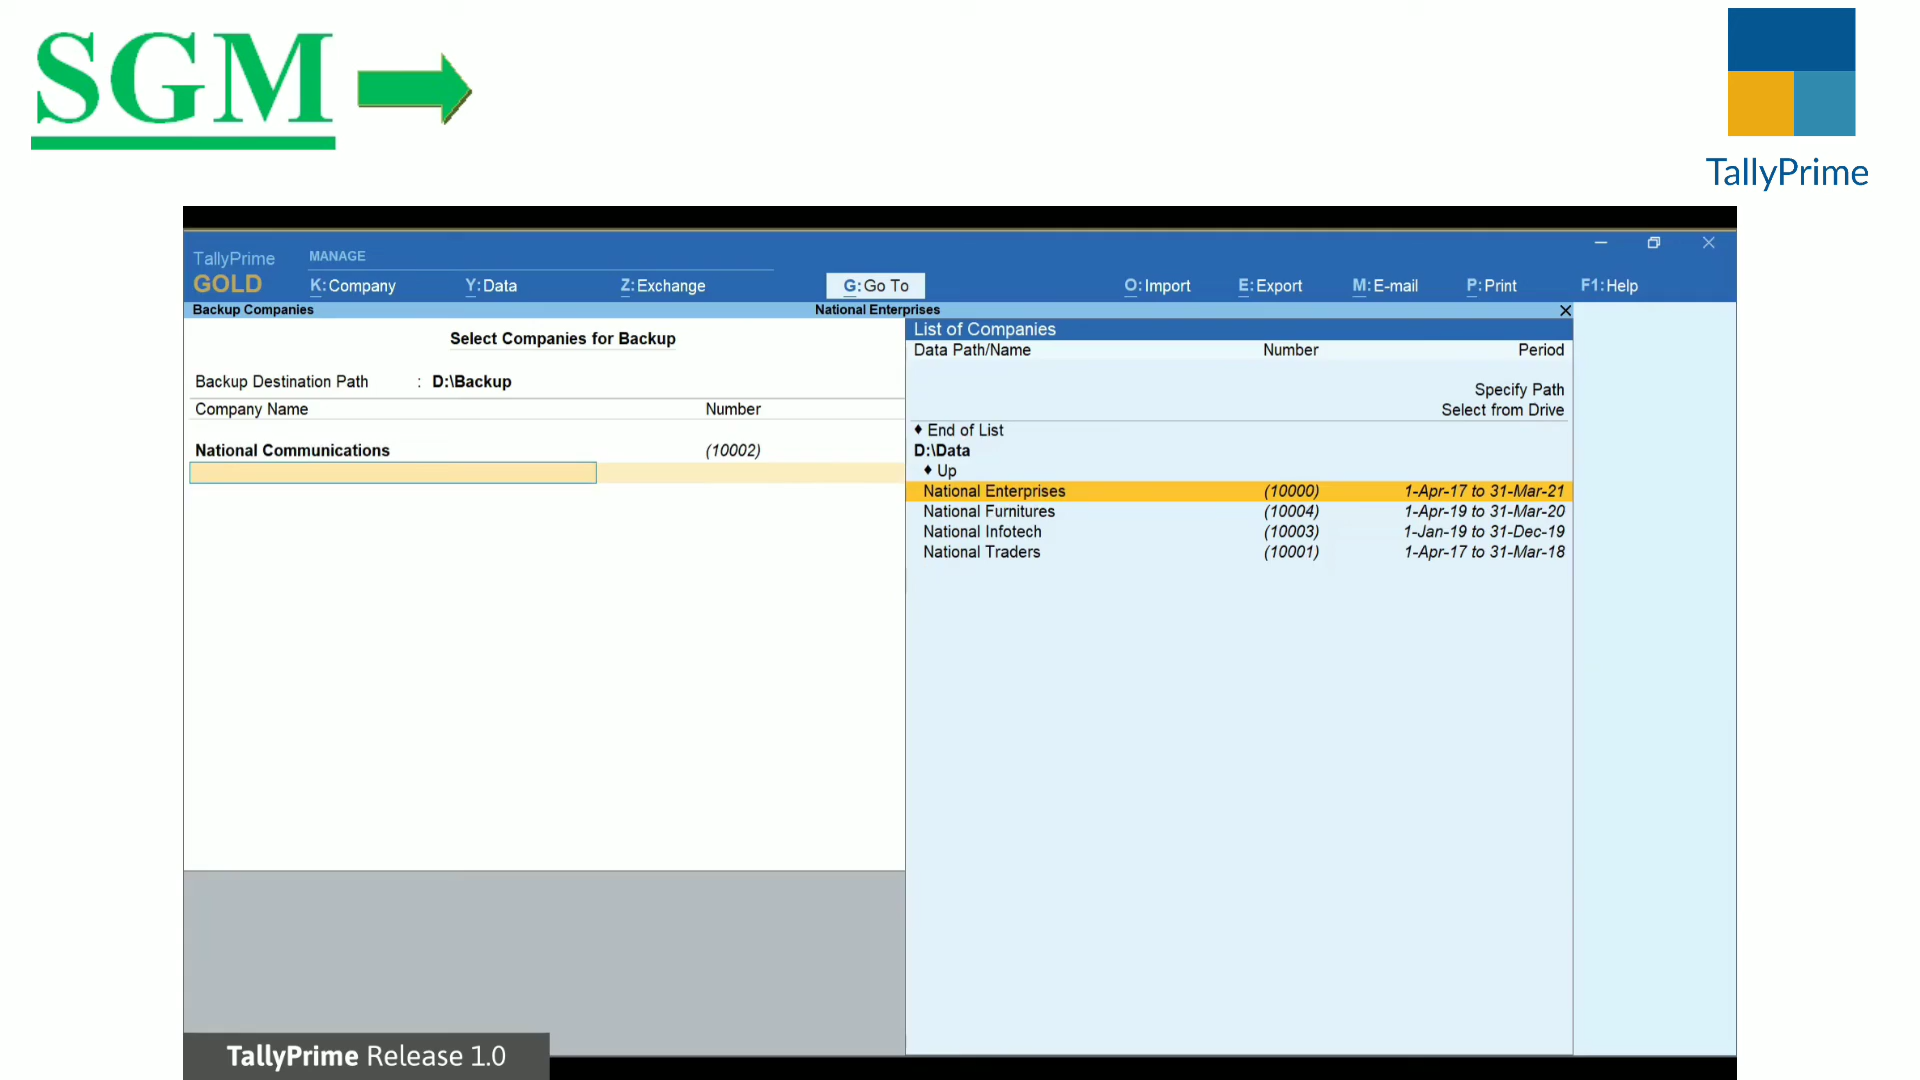 SGM
TallyPrime
TallyPrime MANAGE
GOLD K:Company Y:Data Z:Exchange G:Go To O:Import E:Export M:E-mail P:Print F1:Help
Backup Companies National Enterprises
Select Companies for Backup
Backup Destination Path : D:\Backup
Company Name Number
National Communications (10002)
List of Companies
Data Path/Name Number Period
Specify Path
Select from Drive
♦ End of List
D:\Data
♦ Up
National Enterprises (10000) 1-Apr-17 to 31-Mar-21
National Furnitures (10004) 1-Apr-19 to 31-Mar-20
National Infotech (10003) 1-Jan-19 to 31-Dec-19
National Traders (10001) 1-Apr-17 to 31-Mar-18
TallyPrime Release 1.0